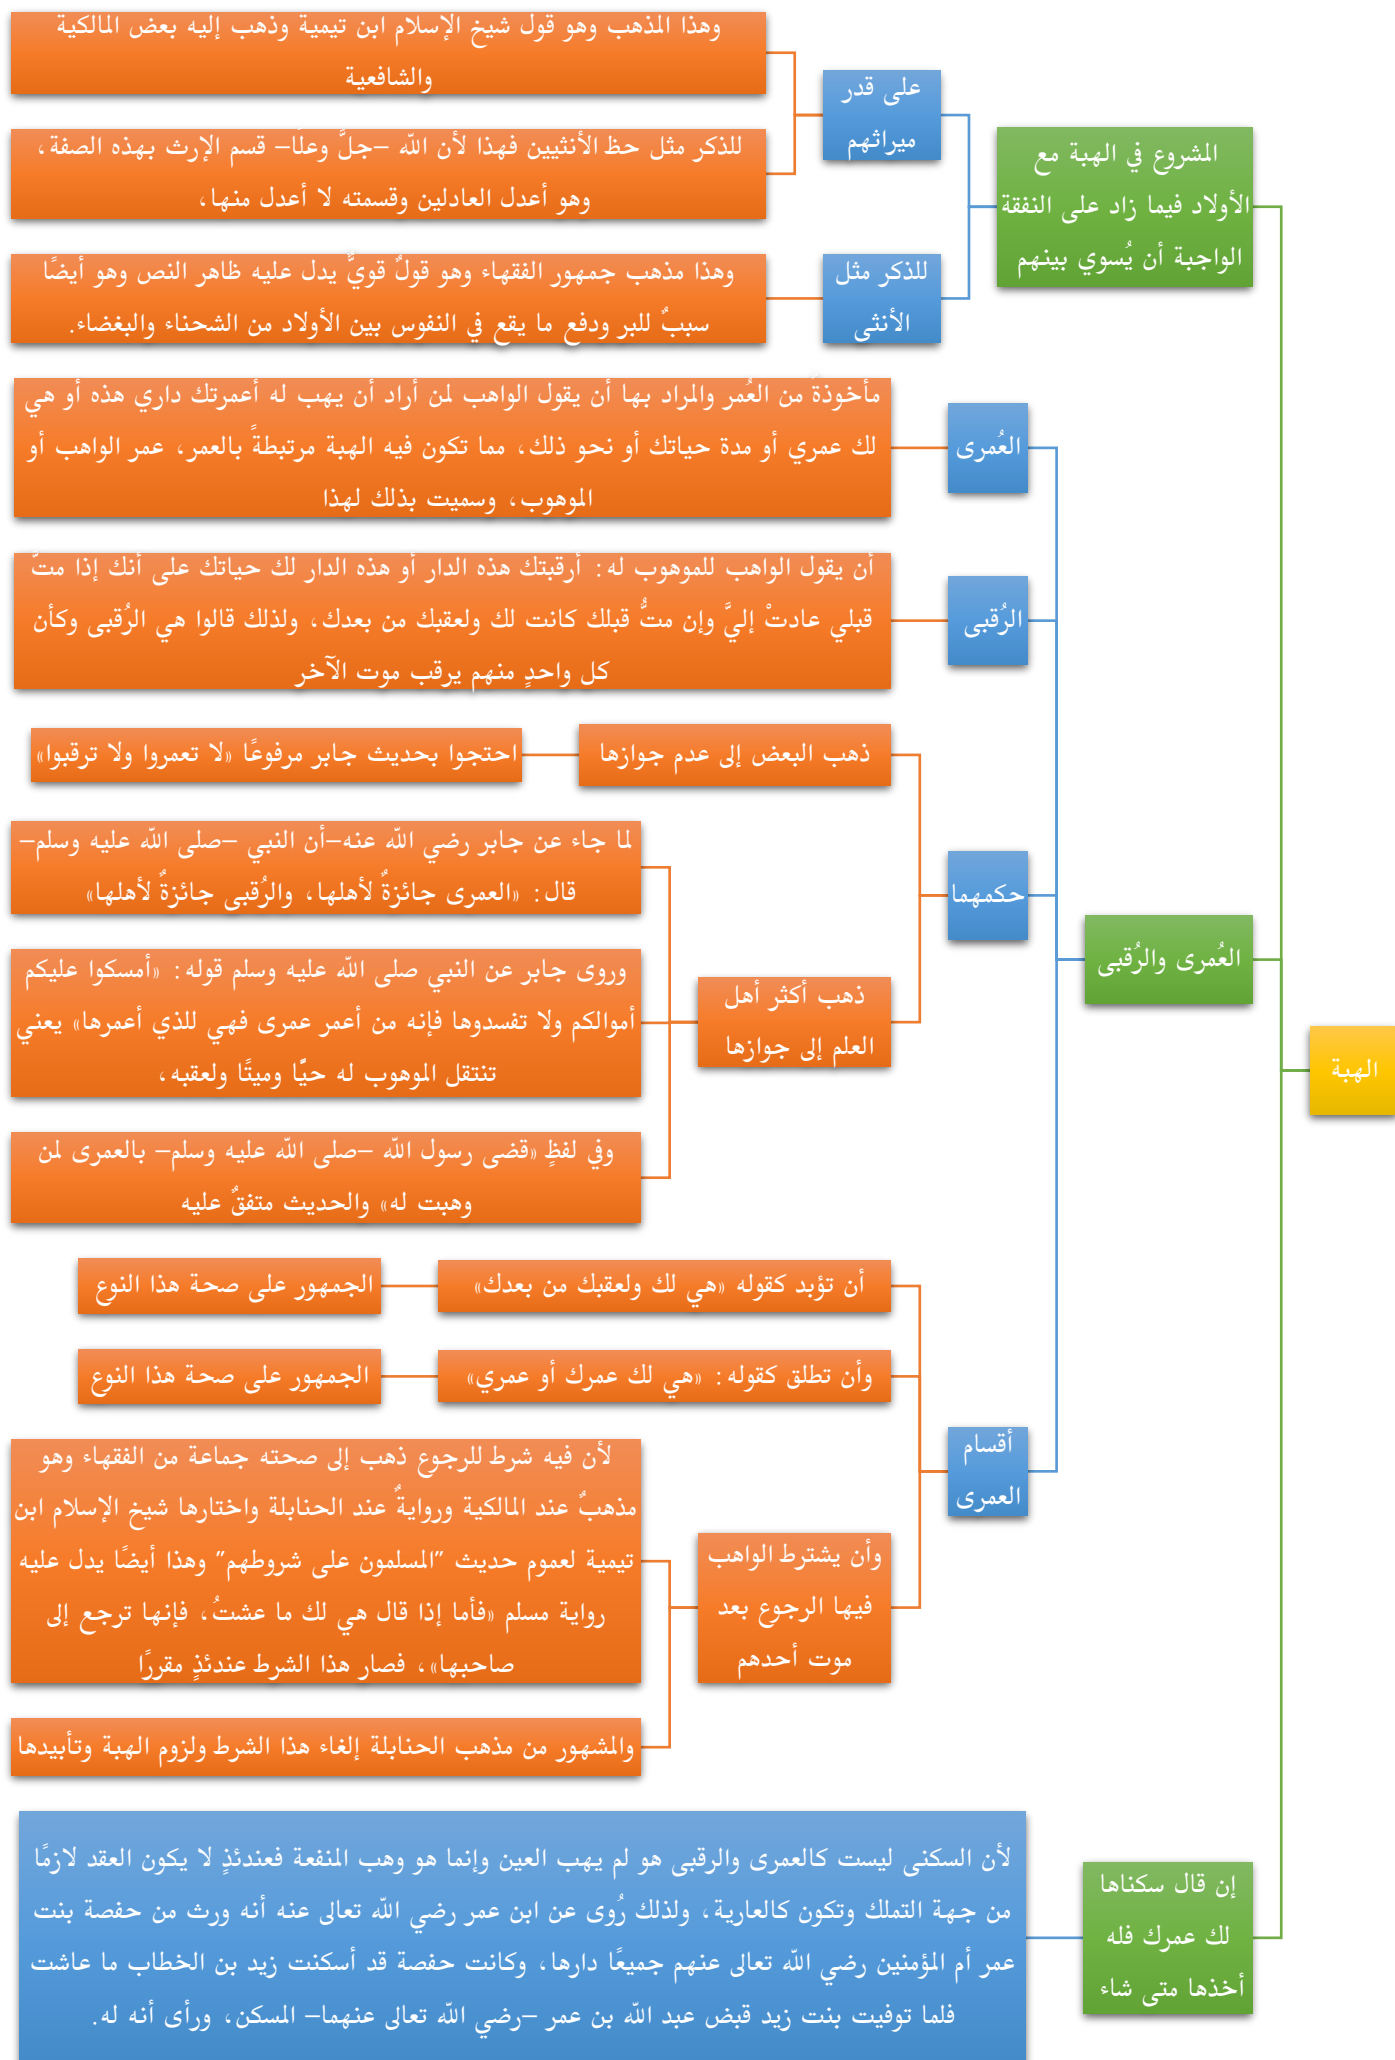 الهبة
المشروع في الهبة مع
الأولاد فيما زاد على النفقة
الواجبة أن يُسوي بينهم
على قدر
ميراثهم
وهذا المذهب وهو قول شيخ الإسلام ابن تيمية وذهب إليه بعض المالكية
والشافعية
للذكر مثل حظ الأنثيين فهذا لأن الله –جلَّ وعلَا– قسم الإرث بهذه الصفة،
وهو أعدل العادلين وقسمته لا أعدل منها،
للذكر مثل
الأنثى
وهذا مذهب جمهور الفقهاء وهو قولٌ قويٌّ يدل عليه ظاهر النص وهو أيضًا
سببٌ للبر ودفع ما يقع في النفوس بين الأولاد من الشحناء والبغضاء.
العُمرى والرُقبى
العُمرى
مأخوذةٌ من العُمر والمراد بها أن يقول الواهب لمن أراد أن يهب له أعمرتك داري هذه أو هي
لك عمري أو مدة حياتك أو نحو ذلك، مما تكون فيه الهبة مرتبطةً بالعمر، عمر الواهب أو
الموهوب، وسميت بذلك لهذا
الرُقبى
أن يقول الواهب للموهوب له: أرقبتك هذه الدار أو هذه الدار لك حياتك على أنك إذا متَّ
قبلي عادتْ إليَّ وإن متُّ قبلك كانت لك ولعقبك من بعدك، ولذلك قالوا هي الرُقبى وكأن
كل واحدٍ منهم يرقب موت الآخر
حكمهما
ذهب البعض إلى عدم جوازها
احتجوا بحديث جابر مرفوعًا «لا تعمروا ولا ترقبوا»
ذهب أكثر أهل
العلم إلى جوازها
لما جاء عن جابر رضي الله عنه–أن النبي –صلى الله عليه وسلم–
قال: «العمرى جائزةٌ لأهلها، والرُقبى جائزةٌ لأهلها»
وروى جابر عن النبي صلى الله عليه وسلم قوله: «أمسكوا عليكم
أموالكم ولا تفسدوها فإنه من أعمر عمرى فهي للذي أعمرها» يعني
تنتقل الموهوب له حيًّا وميتًا ولعقبه،
وفي لفظٍ «قضى رسول الله –صلى الله عليه وسلم– بالعمرى لمن
وهبت له» والحديث متفقٌ عليه
أقسام
العمرى
أن تؤبد كقوله «هي لك ولعقبك من بعدك»
الجمهور على صحة هذا النوع
وأن تطلق كقوله: «هي لك عمرك أو عمري»
الجمهور على صحة هذا النوع
وأن يشترط الواهب
فيها الرجوع بعد
موت أحدهم
لأن فيه شرط للرجوع ذهب إلى صحته جماعة من الفقهاء وهو
مذهبٌ عند المالكية وروايةٌ عند الحنابلة واختارها شيخ الإسلام ابن
تيمية لعموم حديث "المسلمون على شروطهم" وهذا أيضًا يدل عليه
رواية مسلم «فأما إذا قال هي لك ما عشتُ، فإنها ترجع إلى
صاحبها»، فصار هذا الشرط عندئذٍ مقررًا
والمشهور من مذهب الحنابلة إلغاء هذا الشرط ولزوم الهبة وتأبيدها
إن قال سكناها
لك عمرك فله
أخذها متى شاء
لأن السكنى ليست كالعمرى والرقبى هو لم يهب العين وإنما هو وهب المنفعة فعندئذٍ لا يكون العقد لازمًا
من جهة التملك وتكون كالعارية، ولذلك رُوى عن ابن عمر رضي الله تعالى عنه أنه ورث من حفصة بنت
عمر أم المؤمنين رضي الله تعالى عنهم جميعًا دارها، وكانت حفصة قد أسكنت زيد بن الخطاب ما عاشت
فلما توفيت بنت زيد قبض عبد الله بن عمر –رضي الله تعالى عنهما– المسكن، ورأى أنه له.